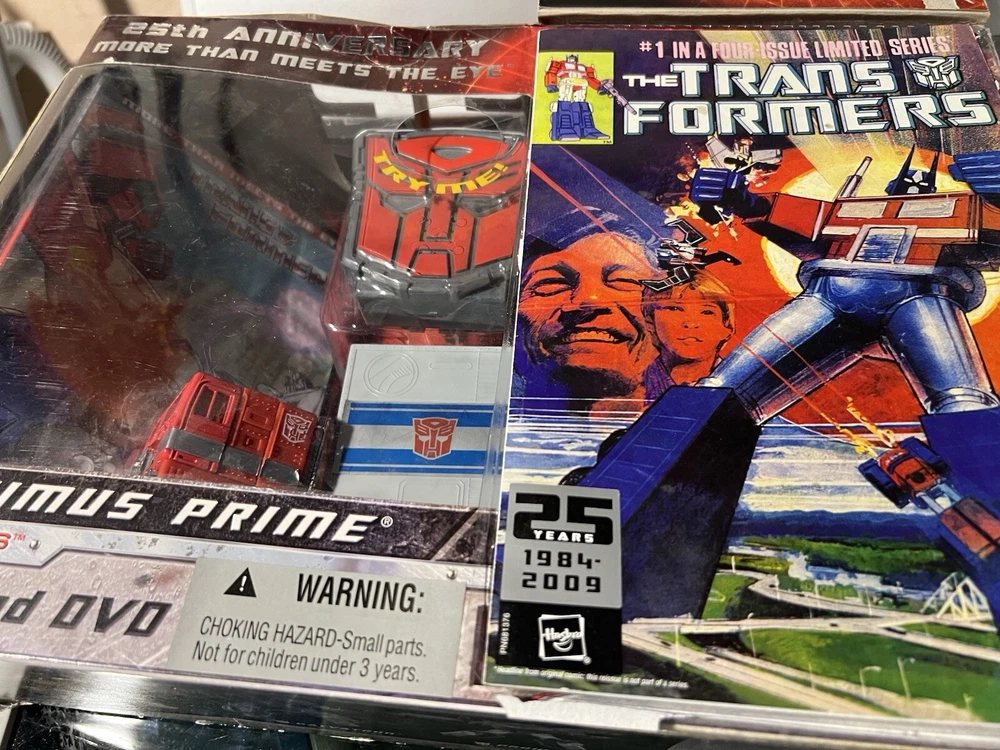 25th ANNIVERSARY
MORE THAN MEETS THE EYE
TRY ME!
IMUS PRIME®
nd DVD
WARNING:
CHOKING HAZARD-Small parts.
Not for children under 3 years.
#1 IN A FOUR-ISSUE LIMITED SERIES
THE TRANS
FORMERS
TM
25
YEARS
1984-
2009
Hasbro
®